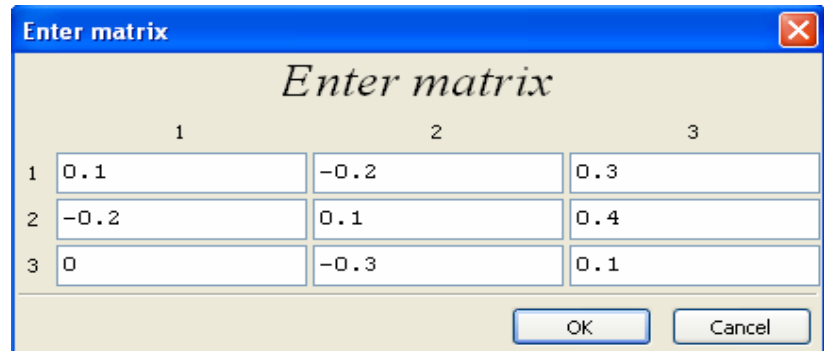 Enter matrix
Enter matrix
1 2 3
1 0.1 -0.2 0.3
2 -0.2 0.1 0.4
3 0 -0.3 0.1
OK Cancel